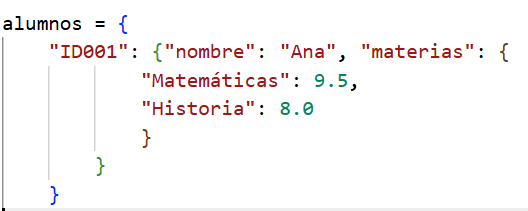 alumnos = {
    "ID001": {"nombre": "Ana", "materias": {
            "Matemáticas": 9.5,
            "Historia": 8.0
            }
        }
    }